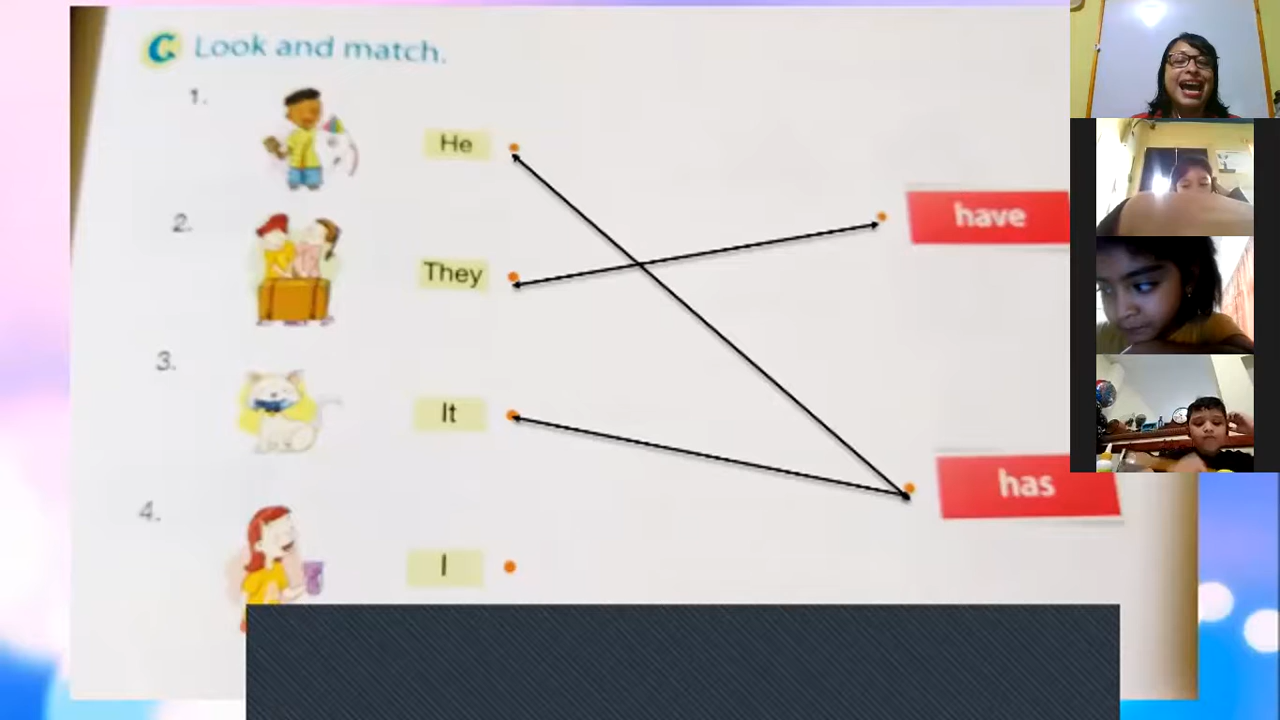 C. Look and match.
1.
He
have
2.
They
3.
It
has
4.
I